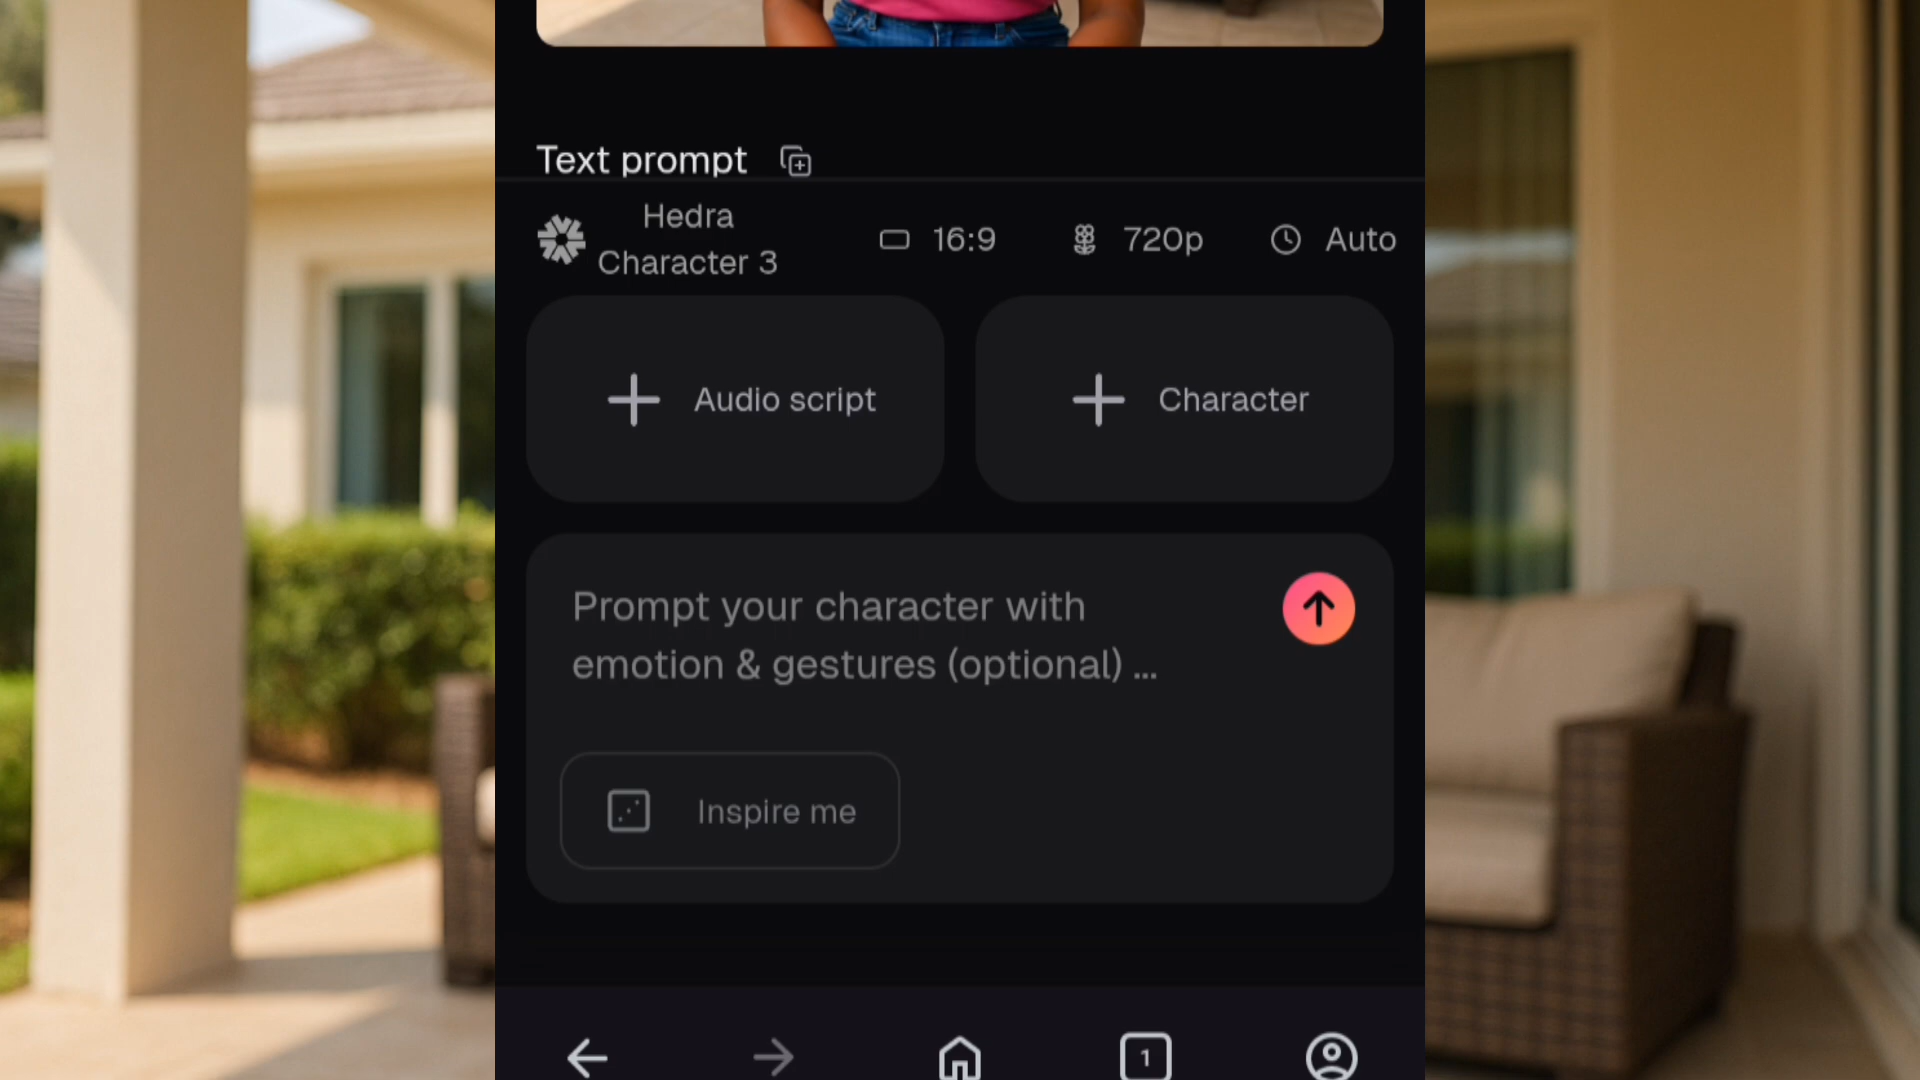 Text prompt
Hedra
Character 3
16:9
720p
Auto
Audio script
Character
Prompt your character with
emotion & gestures (optional) ...
Inspire me
1